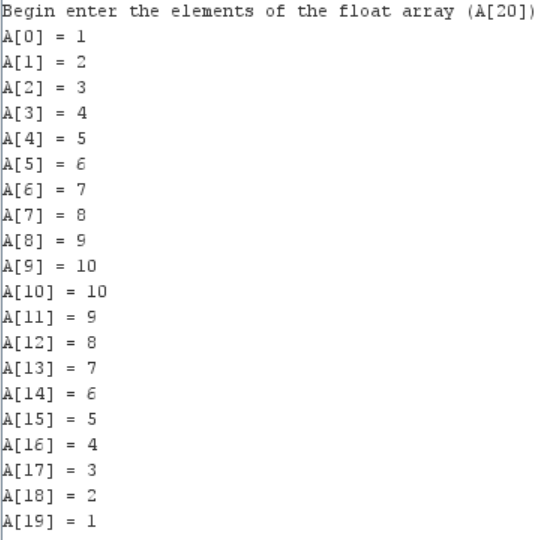 Begin enter the elements of the float array (A[20])
A[0] = 1
A[1] = 2
A[2] = 3
A[3] = 4
A[4] = 5
A[5] = 6
A[6] = 7
A[7] = 8
A[8] = 9
A[9] = 10
A[10] = 10
A[11] = 9
A[12] = 8
A[13] = 7
A[14] = 6
A[15] = 5
A[16] = 4
A[17] = 3
A[18] = 2
A[19] = 1